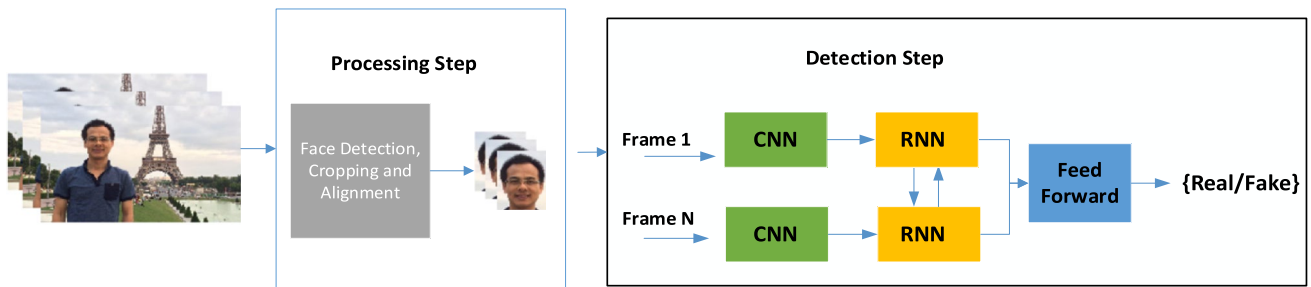 Processing Step
Face Detection,
Cropping and
Alignment
Detection Step
Frame 1
CNN
RNN
Frame N
CNN
RNN
Feed
Forward
{Real/Fake}